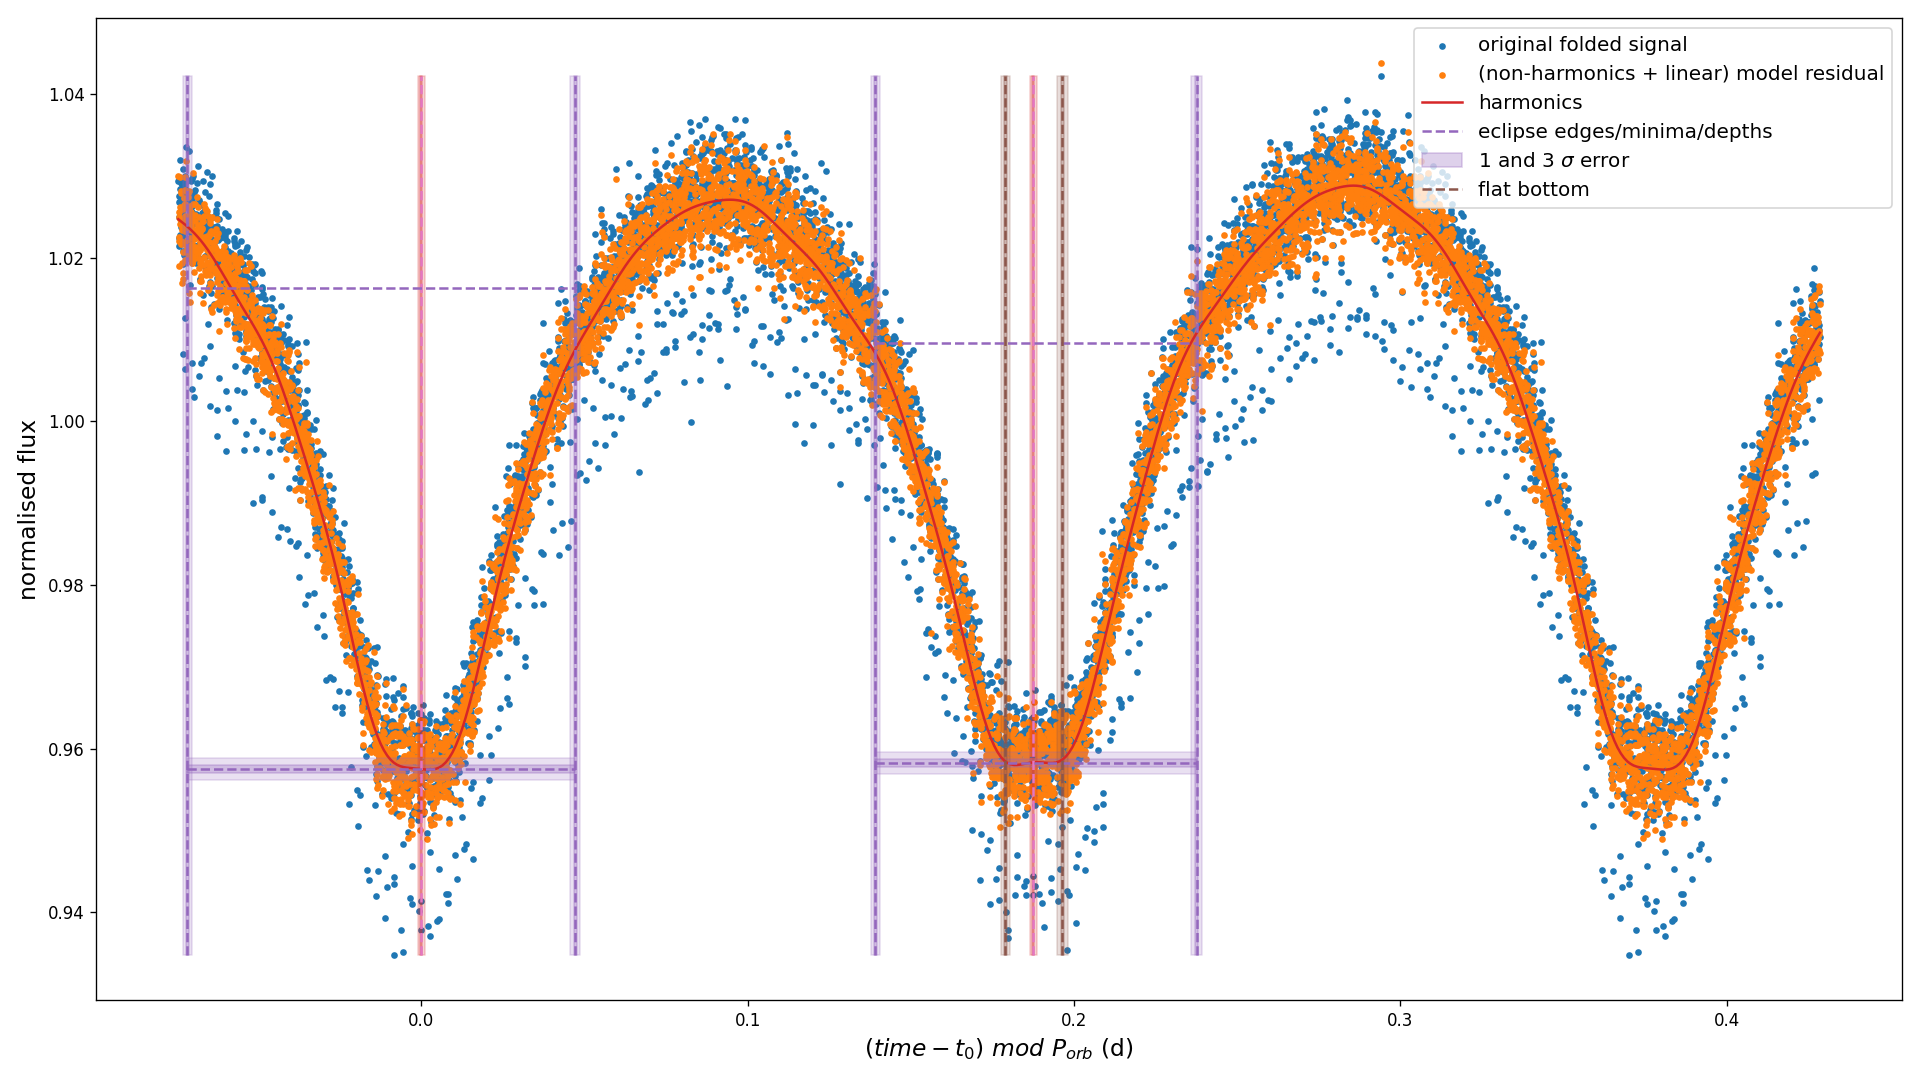 original folded signal
(non-harmonics + linear) model residual
harmonics
eclipse edges/minima/depths
1 and 3 σ error
flat bottom
1.04
1.02
1.00
0.98
0.96
0.94
normalised flux
0.0 0.1 0.2 0.3 0.4
(time − t₀) mod P_orb (d)